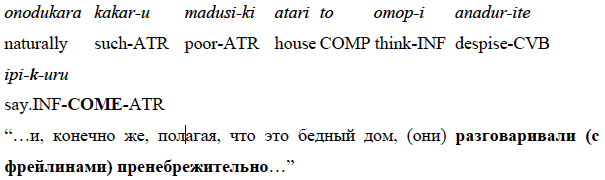 onodukara kakar-u madusi-ki atari to omop-i anadur-ite
naturally such-ATR poor-ATR house COMP think-INF despise-CVB
ipi-k-uru
say.INF-COME-ATR
“…и, конечно же, полагая, что это бедный дом, (они) разговаривали (с
фрейлинами) пренебрежительно…”